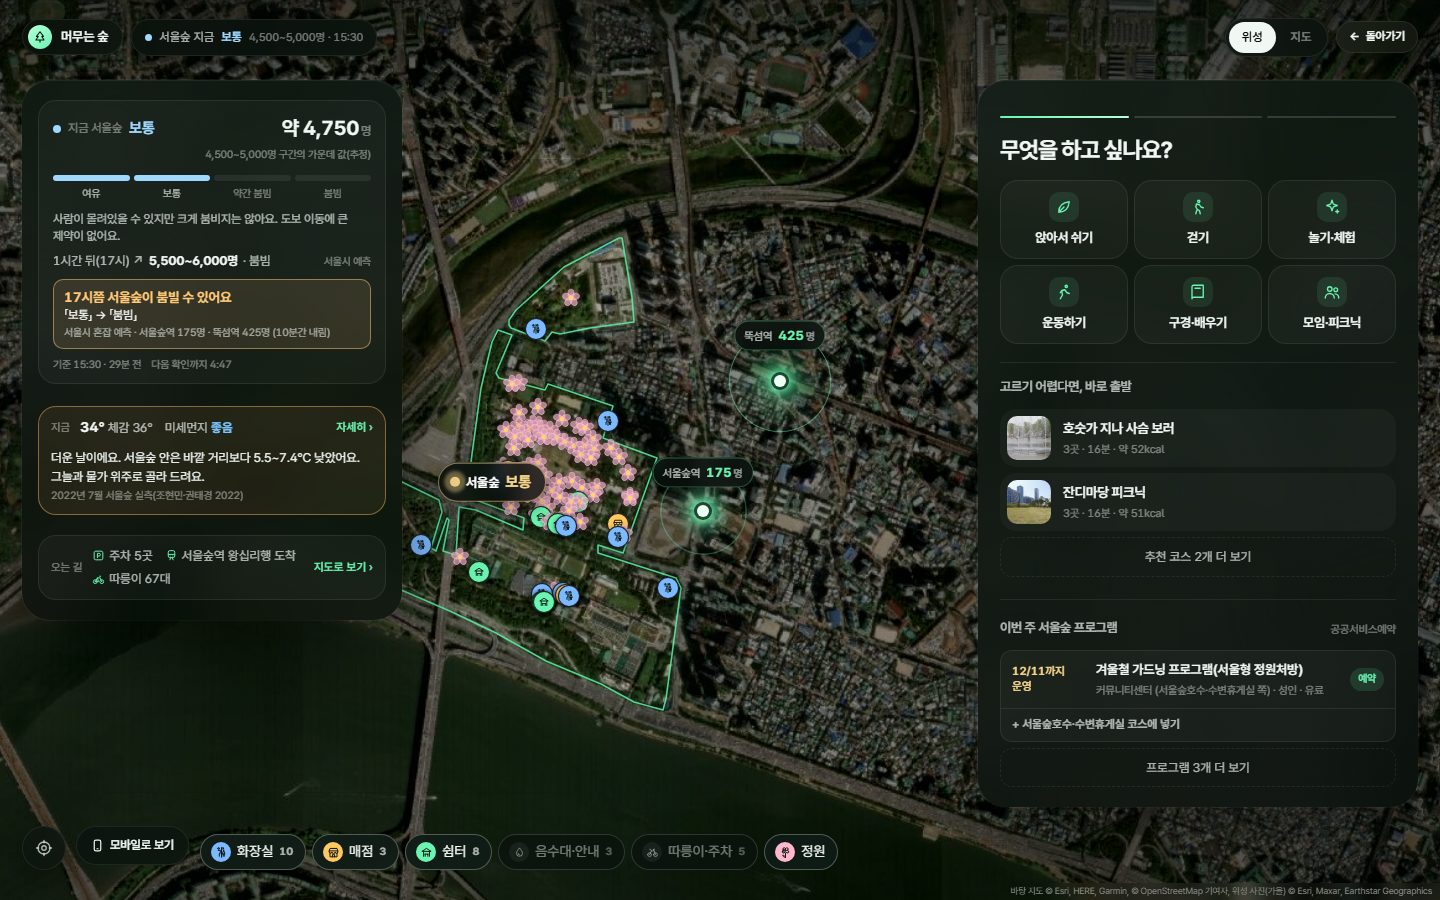 머무는 숲
서울숲 지금 보통 4,500~5,000명 · 15:30
위성 지도
← 돌아가기
지금 서울숲 보통 약 4,750명
4,500~5,000명 구간의 가운데 값(추정)
여유 보통 약간 붐빔 붐빔
사람이 몰려있을 수 있지만 크게 붐비지는 않아요. 도보 이동에 큰
제약이 없어요.
1시간 뒤(17시) ↗ 5,500~6,000명 · 붐빔 서울시 예측
17시쯤 서울숲이 붐빌 수 있어요
「보통」 → 「붐빔」
서울시 혼잡 예측 · 서울숲역 175명 · 뚝섬역 425명 (10분간 내림)
기준 15:30 · 29분 전 다음 확인까지 4:47
지금 34° 체감 36° 미세먼지 좋음 자세히 ›
더운 날이에요. 서울숲 안은 바깥 거리보다 5.5~7.4°C 낮았어요.
그늘과 물가 위주로 골라 드려요.
2022년 7월 서울숲 실측(조현민·권태경 2022)
오는 길 P 주차 5곳 서울숲역 왕십리행 도착 지도로 보기 ›
따릉이 67대
뚝섬역 425명
서울숲역 175명
서울숲 보통
무엇을 하고 싶나요?
앉아서 쉬기 걷기 놀기·체험
운동하기 구경·배우기 모임·피크닉
고르기 어렵다면, 바로 출발
호숫가 지나 사슴 보러
3곳 · 16분 · 약 52kcal
잔디마당 피크닉
3곳 · 16분 · 약 51kcal
추천 코스 2개 더 보기
이번 주 서울숲 프로그램 공공서비스예약
12/11까지 운영
겨울철 가드닝 프로그램(서울형 정원처방)
커뮤니티센터 (서울숲호수·수변휴게실 쪽) · 성인 · 유료
예약
+ 서울숲호수·수변휴게실 코스에 넣기
프로그램 3개 더 보기
모바일로 보기
화장실 10 매점 3 쉼터 8 음수대·안내 3 따릉이·주차 5 정원
바탕 지도 © Esri, HERE, Garmin, © OpenStreetMap 기여사, 위성 사진(가을) © Esri, Maxar, Earthstar Geographics